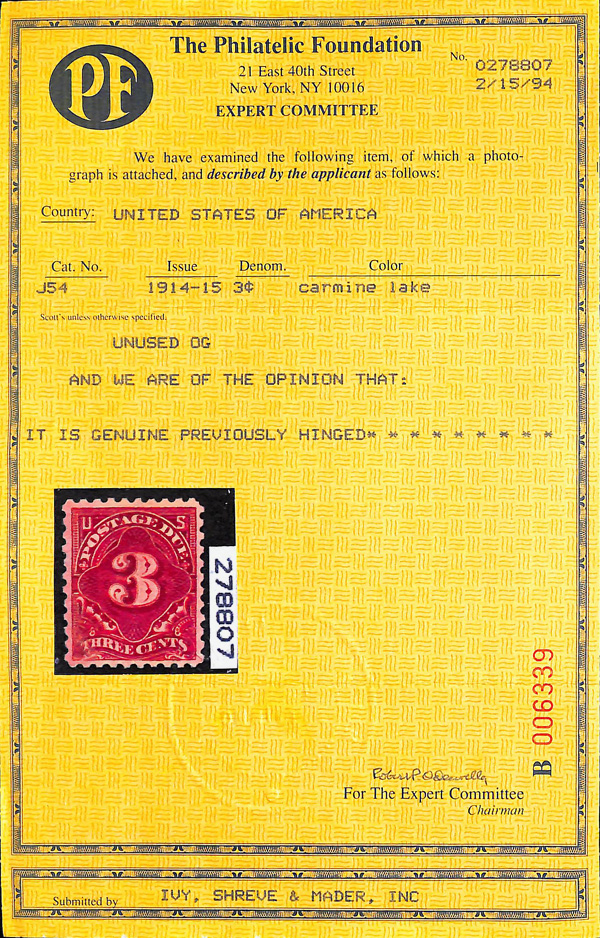 The Philatelic Foundation
PF
21 East 40th Street
New York, NY 10016
EXPERT COMMITTEE
No. 0278807
2/15/94
We have examined the following item, of which a photo-
graph is attached, and described by the applicant as follows:
Country: UNITED STATES OF AMERICA
Cat. No. Issue Denom. Color
J54 1914-15 3¢ carmine lake
Scott's unless otherwise specified.
UNUSED OG
AND WE ARE OF THE OPINION THAT:
IT IS GENUINE PREVIOUSLY HINGED* * * * * * * * *
U S
POSTAGE DUE
3
THREE CENTS
278807
B 006339
Robert P. Odenweller
For The Expert Committee
Chairman
Submitted by IVY, SHREVE & MADER, INC